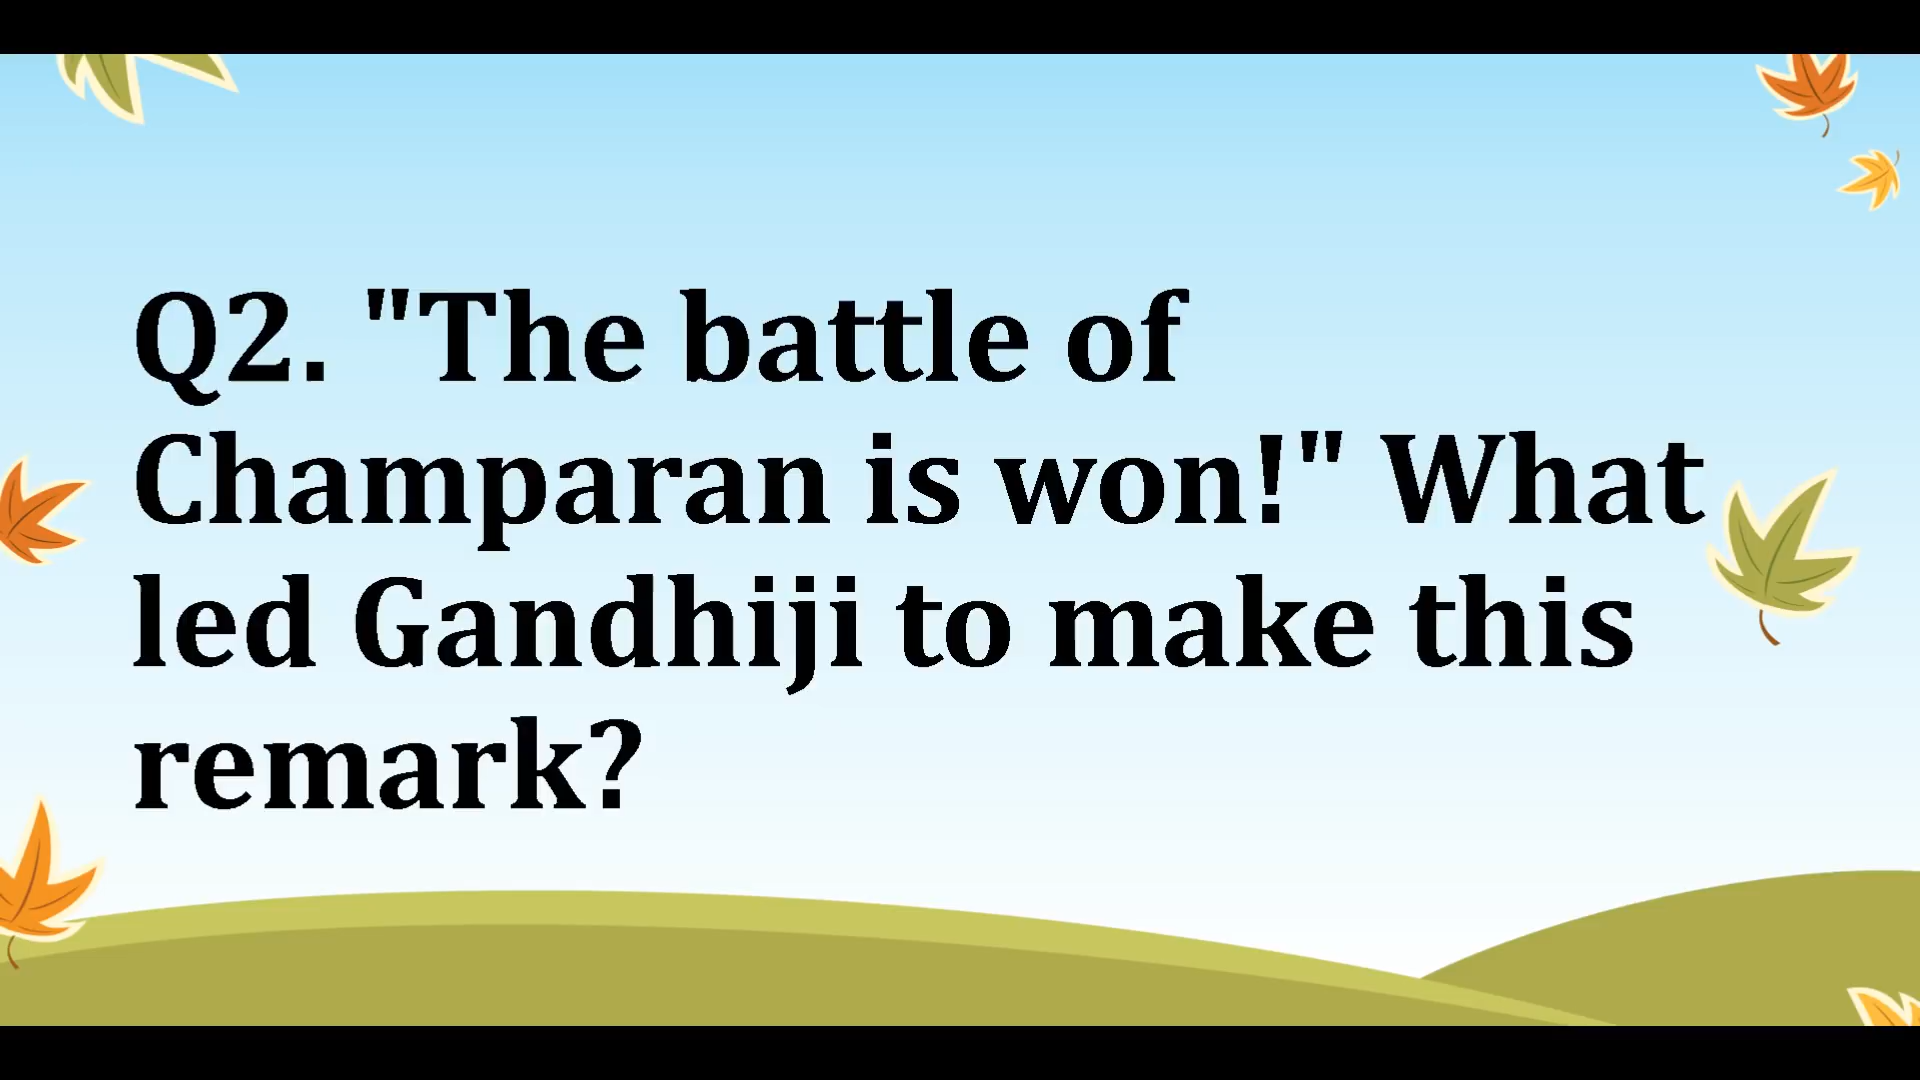 Q2. "The battle of
Champaran is won!" What
led Gandhiji to make this
remark?